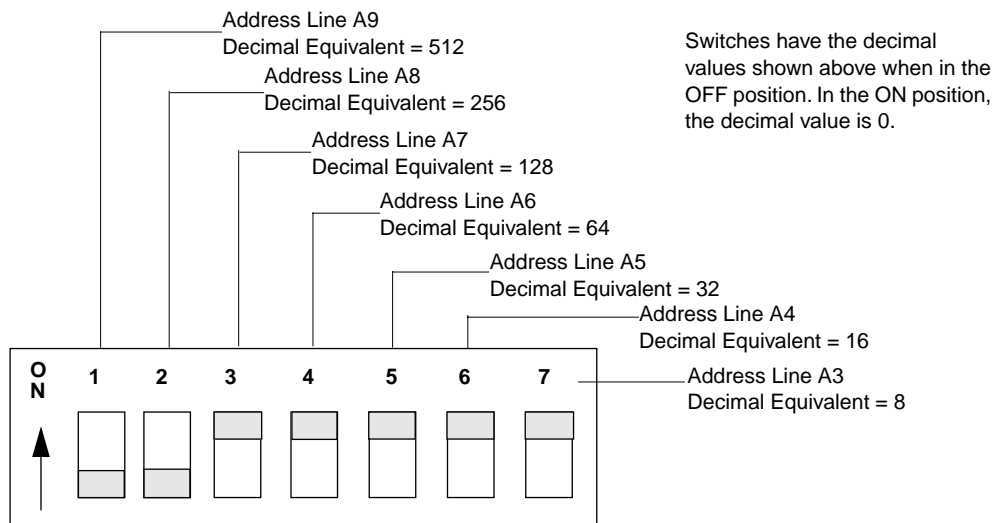 Address Line A9
Decimal Equivalent = 512
Address Line A8
Decimal Equivalent = 256
Address Line A7
Decimal Equivalent = 128
Address Line A6
Decimal Equivalent = 64
Address Line A5
Decimal Equivalent = 32
Address Line A4
Decimal Equivalent = 16
Address Line A3
Decimal Equivalent = 8
Switches have the decimal
values shown above when in the
OFF position. In the ON position,
the decimal value is 0.
ON
1 2 3 4 5 6 7